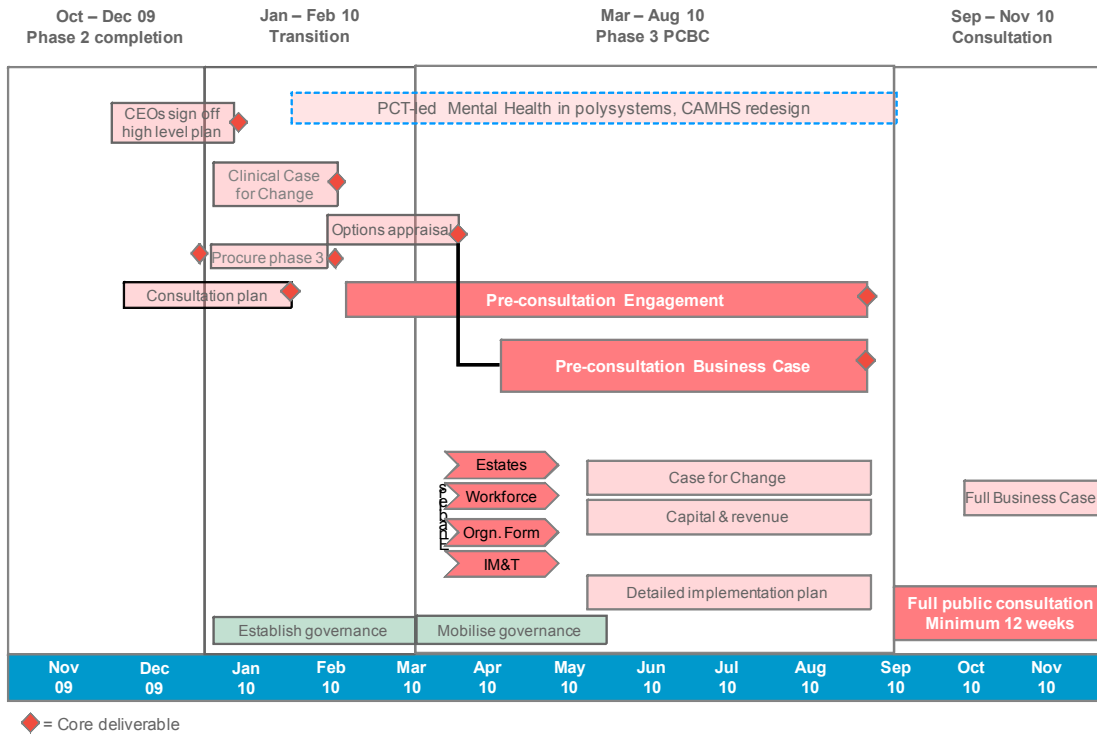 Oct – Dec 09
Phase 2 completion
Jan – Feb 10
Transition
Mar – Aug 10
Phase 3 PCBC
Sep – Nov 10
Consultation
CEOs sign off
high level plan
PCT-led Mental Health in polysystems, CAMHS redesign
Clinical Case
for Change
Options appraisal
Procure phase 3
Consultation plan
Pre-consultation Engagement
Pre-consultation Business Case
Enablers
Estates
Workforce
Orgn. Form
IM&T
Case for Change
Capital & revenue
Detailed implementation plan
Full Business Case
Full public consultation
Minimum 12 weeks
Establish governance
Mobilise governance
Nov
09
Dec
09
Jan
10
Feb
10
Mar
10
Apr
10
May
10
Jun
10
Jul
10
Aug
10
Sep
10
Oct
10
Nov
10
= Core deliverable